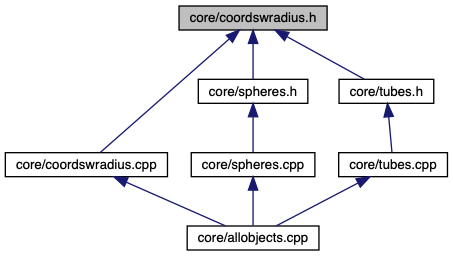 core/coordswradius.h
core/spheres.h
core/tubes.h
core/coordswradius.cpp
core/spheres.cpp
core/tubes.cpp
core/allobjects.cpp